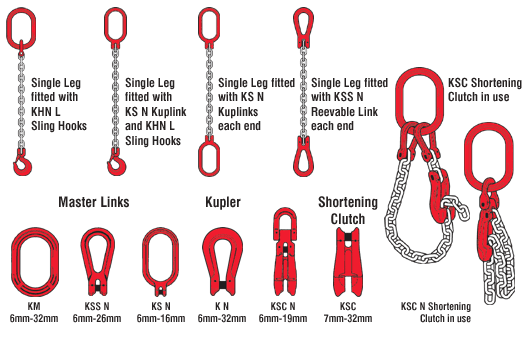 Single Leg
fitted with
KHN L
Sling Hooks
Single Leg
fitted with
KS N Kuplink
and KHN L
Sling Hooks
Single Leg fitted
with KS N
Kuplinks
each end
Single Leg fitted
with KSS N
Reevable Link
each end
KSC Shortening
Clutch in use
Master Links
Kupler
Shortening
Clutch
KM
6mm-32mm
KSS N
6mm-26mm
KS N
6mm-16mm
K N
6mm-32mm
KSC N
6mm-19mm
KSC
7mm-32mm
KSC N Shortening
Clutch in use